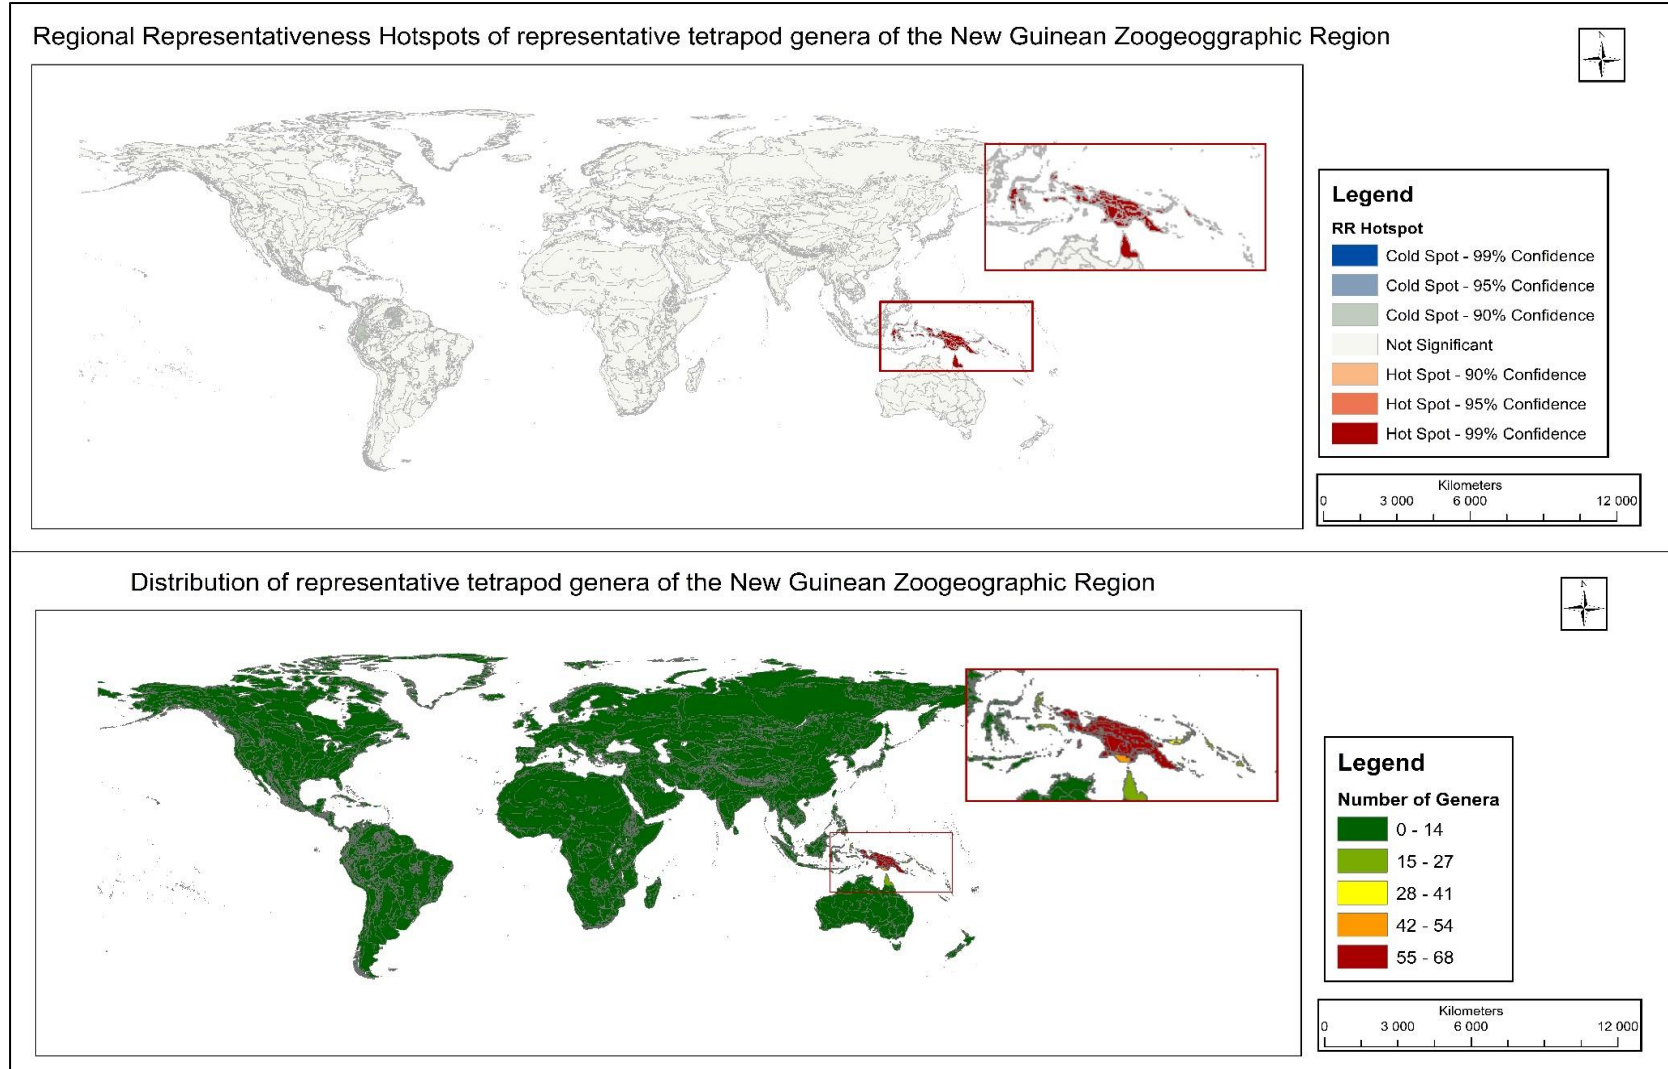 Regional Representativeness Hotspots of representative tetrapod genera of the New Guinean Zoogeoggraphic Region
N
Legend
RR Hotspot
Cold Spot - 99% Confidence
Cold Spot - 95% Confidence
Cold Spot - 90% Confidence
Not Significant
Hot Spot - 90% Confidence
Hot Spot - 95% Confidence
Hot Spot - 99% Confidence
Kilometers
0 3 000 6 000 12 000
Distribution of representative tetrapod genera of the New Guinean Zoogeographic Region
N
Legend
Number of Genera
0 - 14
15 - 27
28 - 41
42 - 54
55 - 68
Kilometers
0 3 000 6 000 12 000